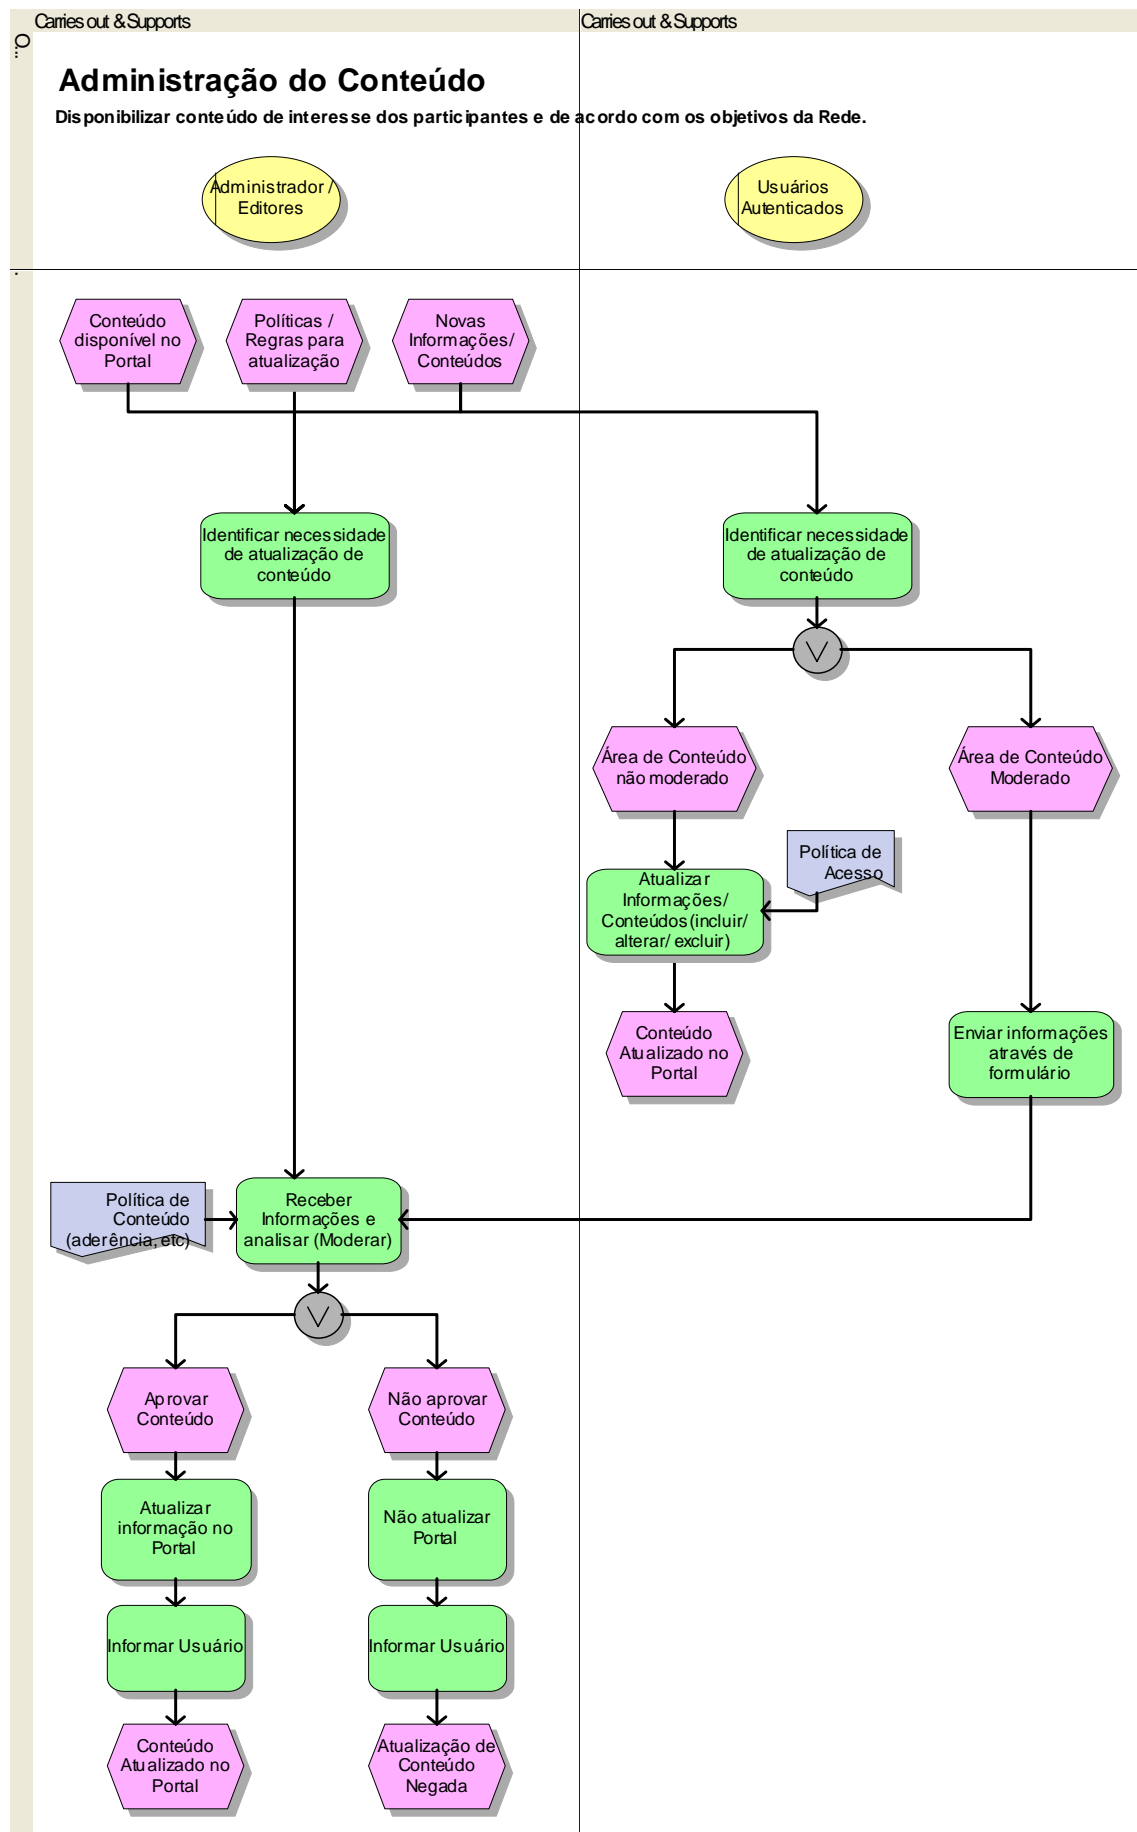 Carries out & Supports
Carries out & Supports
O...
Administração do Conteúdo
Disponibilizar conteúdo de interesse dos participantes e de acordo com os objetivos da Rede.
Administrador /
Editores
Usuários
Autenticados
.
Conteúdo
disponível no
Portal
Políticas /
Regras para
atualização
Novas
Informações/
Conteúdos
Identificar necessidade
de atualização de
conteúdo
Identificar necessidade
de atualização de
conteúdo
Área de Conteúdo
não moderado
Área de Conteúdo
Moderado
Política de
Acesso
Atualizar
Informações/
Conteúdos (incluir/
alterar/ excluir)
Conteúdo
Atualizado no
Portal
Enviar informações
através de
formulário
Política de
Conteúdo
(aderência, etc)
Receber
Informações e
analisar (Moderar)
Aprovar
Conteúdo
Não aprovar
Conteúdo
Atualizar
informação no
Portal
Não atualizar
Portal
Informar Usuário
Informar Usuário
Conteúdo
Atualizado no
Portal
Atualização de
Conteúdo
Negada